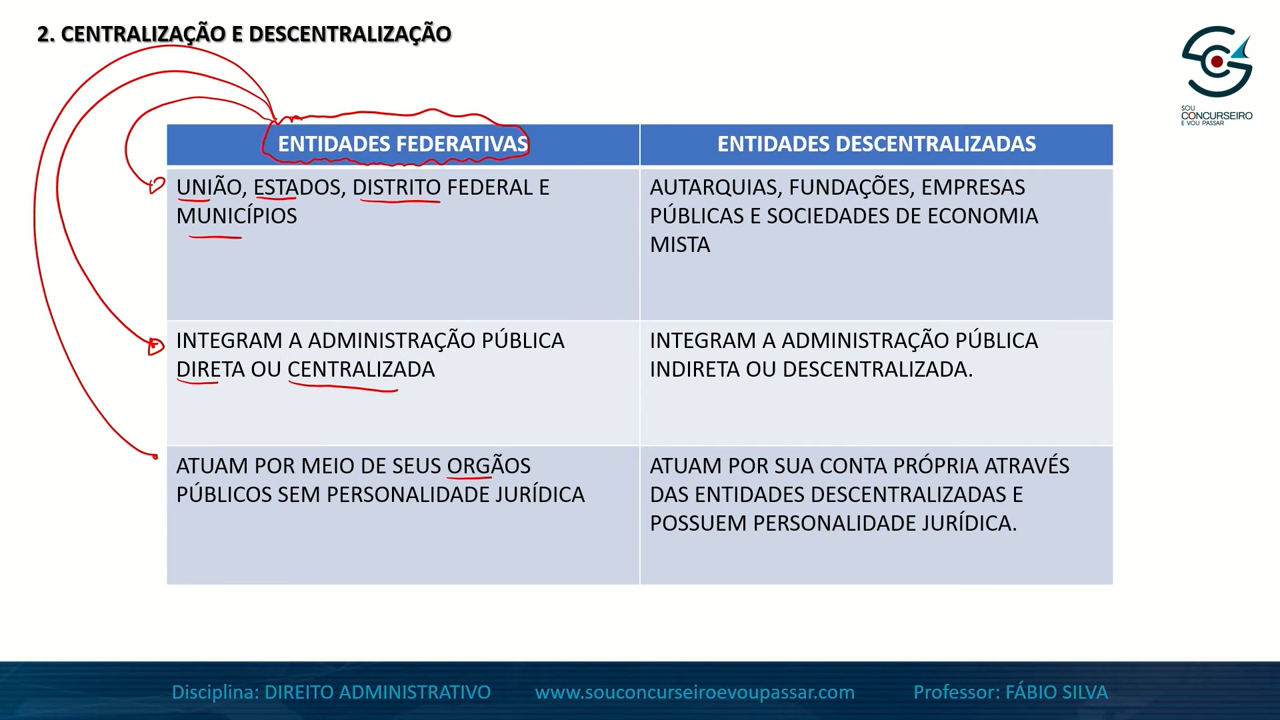 2. CENTRALIZAÇÃO E DESCENTRALIZAÇÃO
SOU
CONCURSEIRO
E VOU PASSAR
ENTIDADES FEDERATIVAS
ENTIDADES DESCENTRALIZADAS
UNIÃO, ESTADOS, DISTRITO FEDERAL E
MUNICÍPIOS
AUTARQUIAS, FUNDAÇÕES, EMPRESAS
PÚBLICAS E SOCIEDADES DE ECONOMIA
MISTA
INTEGRAM A ADMINISTRAÇÃO PÚBLICA
DIRETA OU CENTRALIZADA
INTEGRAM A ADMINISTRAÇÃO PÚBLICA
INDIRETA OU DESCENTRALIZADA.
ATUAM POR MEIO DE SEUS ORGÃOS
PÚBLICOS SEM PERSONALIDADE JURÍDICA
ATUAM POR SUA CONTA PRÓPRIA ATRAVÉS
DAS ENTIDADES DESCENTRALIZADAS E
POSSUEM PERSONALIDADE JURÍDICA.
Disciplina: DIREITO ADMINISTRATIVO
www.souconcurseiroevoupassar.com
Professor: FÁBIO SILVA